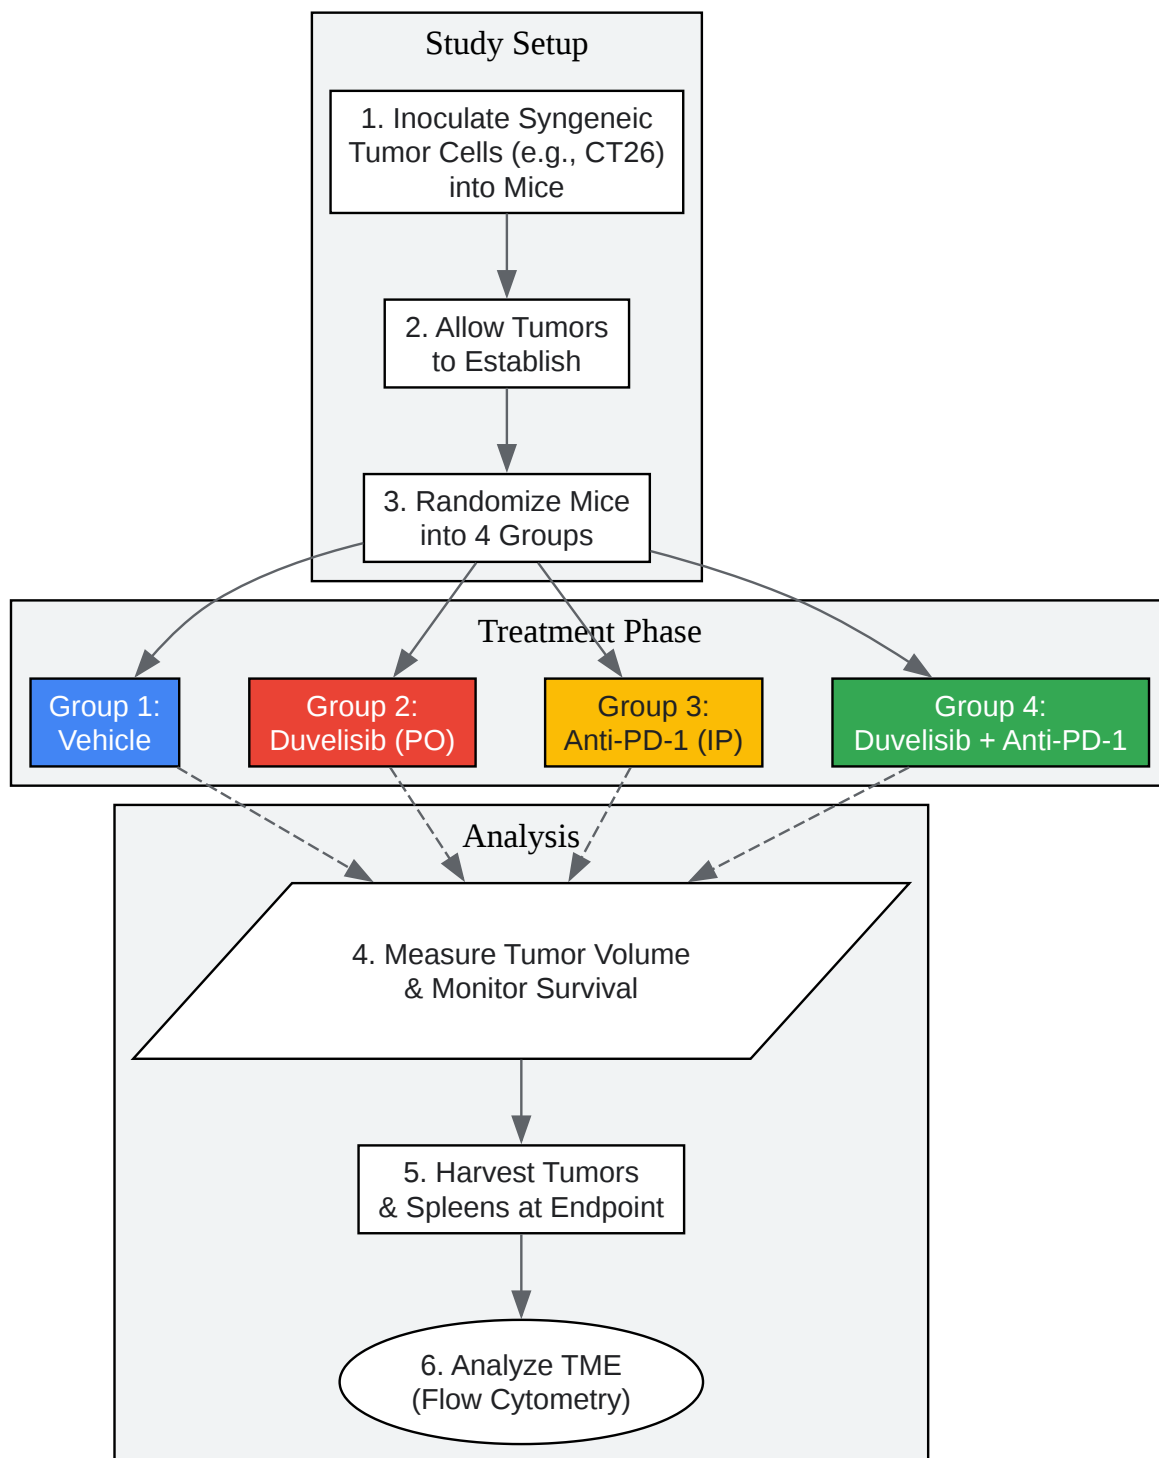 Study Setup
1. Inoculate Syngeneic
Tumor Cells (e.g., CT26)
into Mice
2. Allow Tumors
to Establish
3. Randomize Mice
into 4 Groups
Treatment Phase
Group 1:
Vehicle
Group 2:
Duvelisib (PO)
Group 3:
Anti-PD-1 (IP)
Group 4:
Duvelisib + Anti-PD-1
Analysis
4. Measure Tumor Volume
& Monitor Survival
5. Harvest Tumors
& Spleens at Endpoint
6. Analyze TME
(Flow Cytometry)